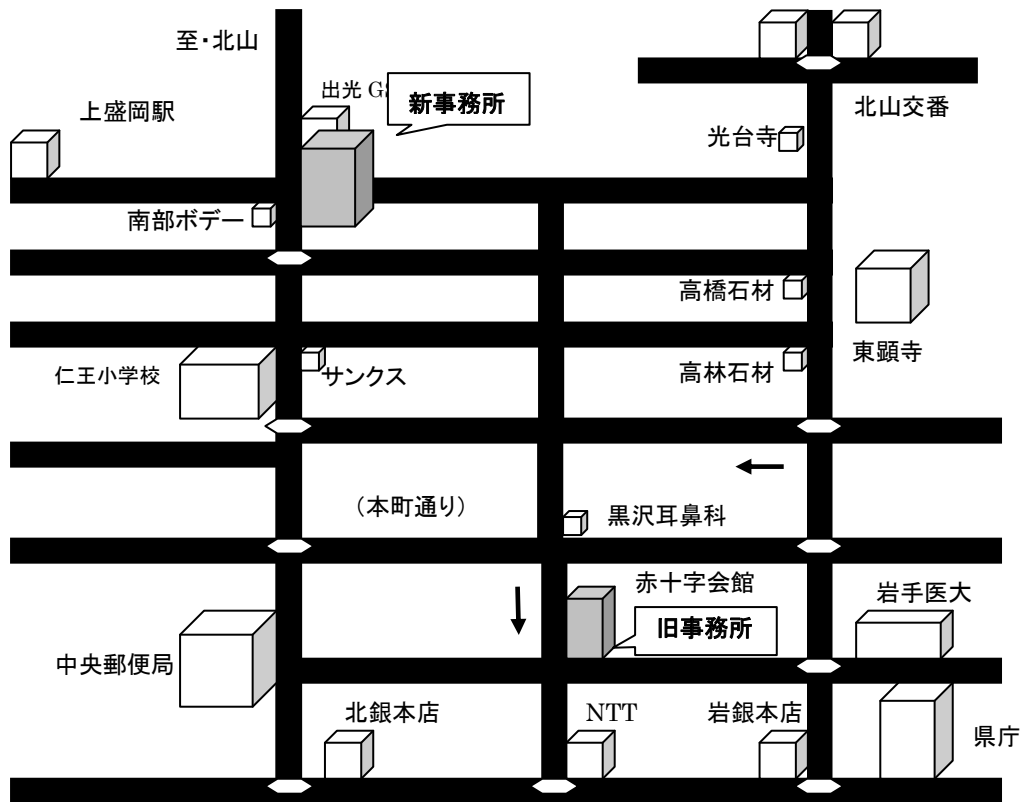 至・北山
出光 GS
新事務所
上盛岡駅
北山交番
光台寺
南部ボデー
高橋石材
東顕寺
仁王小学校
サンクス
高林石材
(本町通り)
黒沢耳鼻科
赤十字会館
岩手医大
旧事務所
中央郵便局
北銀本店
NTT
岩銀本店
県庁